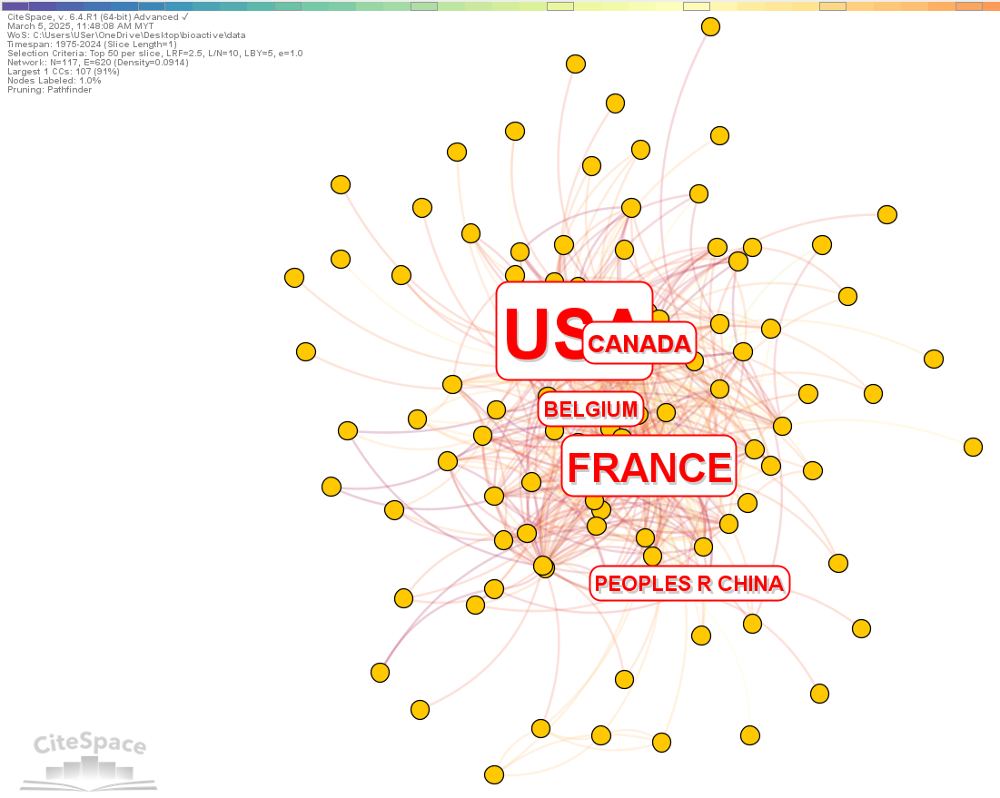 CiteSpace, v. 6.4.R1 (64-bit) Advanced ✓
March 5, 2025, 11:48:08 AM MYT
WoS: C:\Users\USer\OneDrive\Desktop\bioactive\data
Timespan: 1975-2024 (Slice Length=1)
Selection Criteria: Top 50 per slice, LRF=2.5, L/N=10, LBY=5, e=1.0
Network: N=117, E=620 (Density=0.0914)
Largest 1 CCs: 107 (91%)
Nodes Labeled: 1.0%
Pruning: Pathfinder
USA
CANADA
BELGIUM
FRANCE
PEOPLES R CHINA
CiteSpace